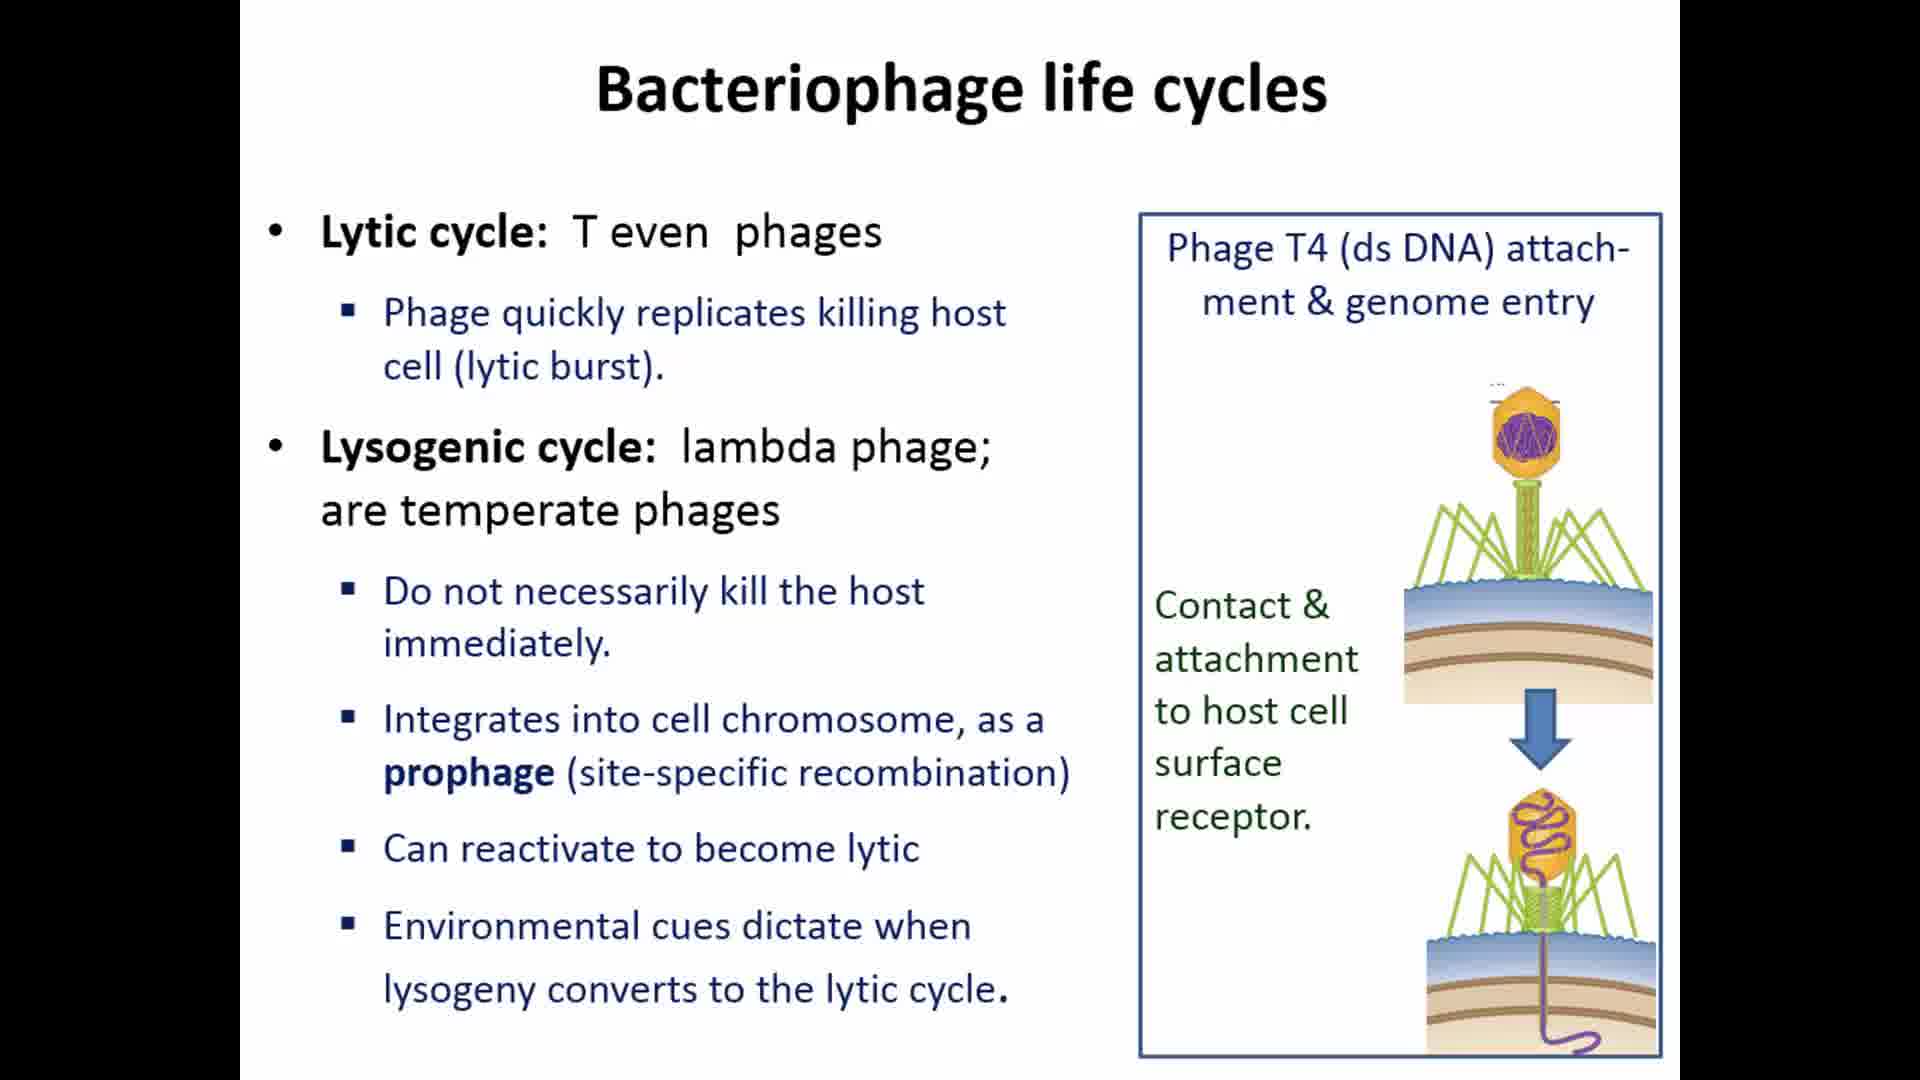 Bacteriophage life cycles
• Lytic cycle: T even phages
▪ Phage quickly replicates killing host
cell (lytic burst).
• Lysogenic cycle: lambda phage;
are temperate phages
▪ Do not necessarily kill the host
immediately.
▪ Integrates into cell chromosome, as a
prophage (site-specific recombination)
▪ Can reactivate to become lytic
▪ Environmental cues dictate when
lysogeny converts to the lytic cycle.
Phage T4 (ds DNA) attach-
ment & genome entry
Contact &
attachment
to host cell
surface
receptor.